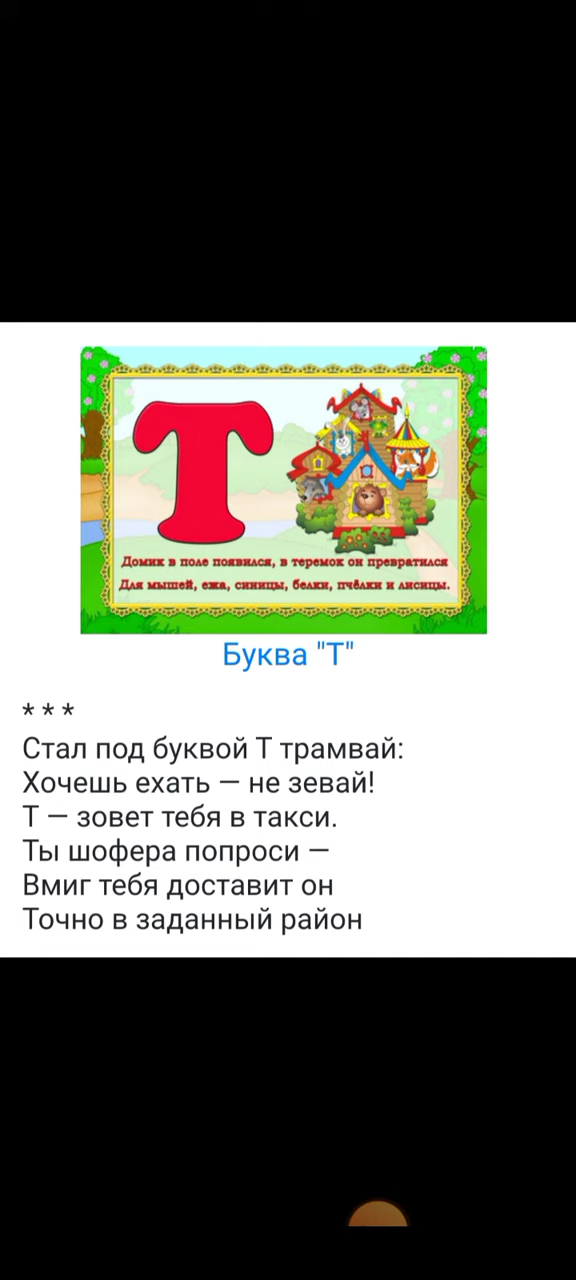 Т
Домик в поле появился, в теремок он превратился
Для мышей, ежа, синицы, белки, пчёлки и лисицы.
Буква "Т"
* * *
Стал под буквой Т трамвай:
Хочешь ехать — не зевай!
Т — зовет тебя в такси.
Ты шофера попроси —
Вмиг тебя доставит он
Точно в заданный район